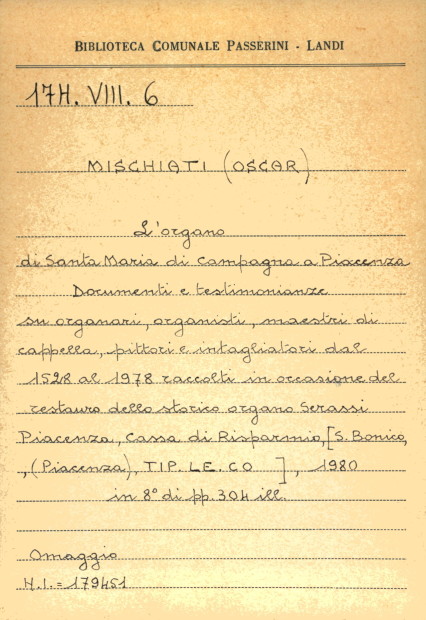 BIBLIOTECA COMUNALE PASSERINI - LANDI
17H. VIII. 6
MISCHIATI (OSCAR)
L'organo
di Santa Maria di Campagna a Piacenza
Documenti e testimonianze
su organari, organisti, maestri di
cappella, pittori e intagliatori dal
1528 al 1978 raccolti in occasione del
restauro dello storico organo Serassi
Piacenza, Cassa di Risparmio, [S. Bonico,
, (Piacenza), TIP. LE. CO ], 1980
in 8° di pp. 304 ill.
Omaggio
N.I. = 179451